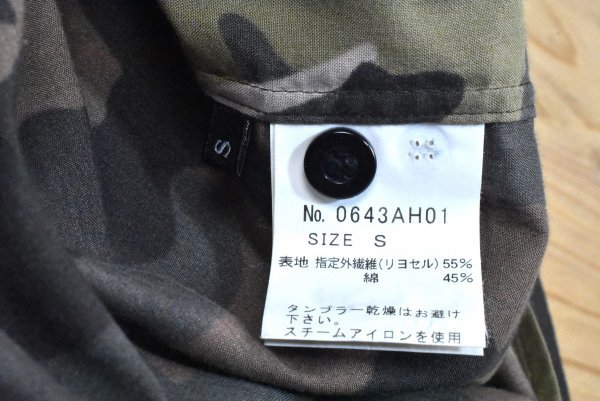 S
No. 0643AH01
SIZE S
表地 指定外繊維(リヨセル) 55%
綿 45%
タンブラー乾燥はお避け
下さい。
スチームアイロンを使用